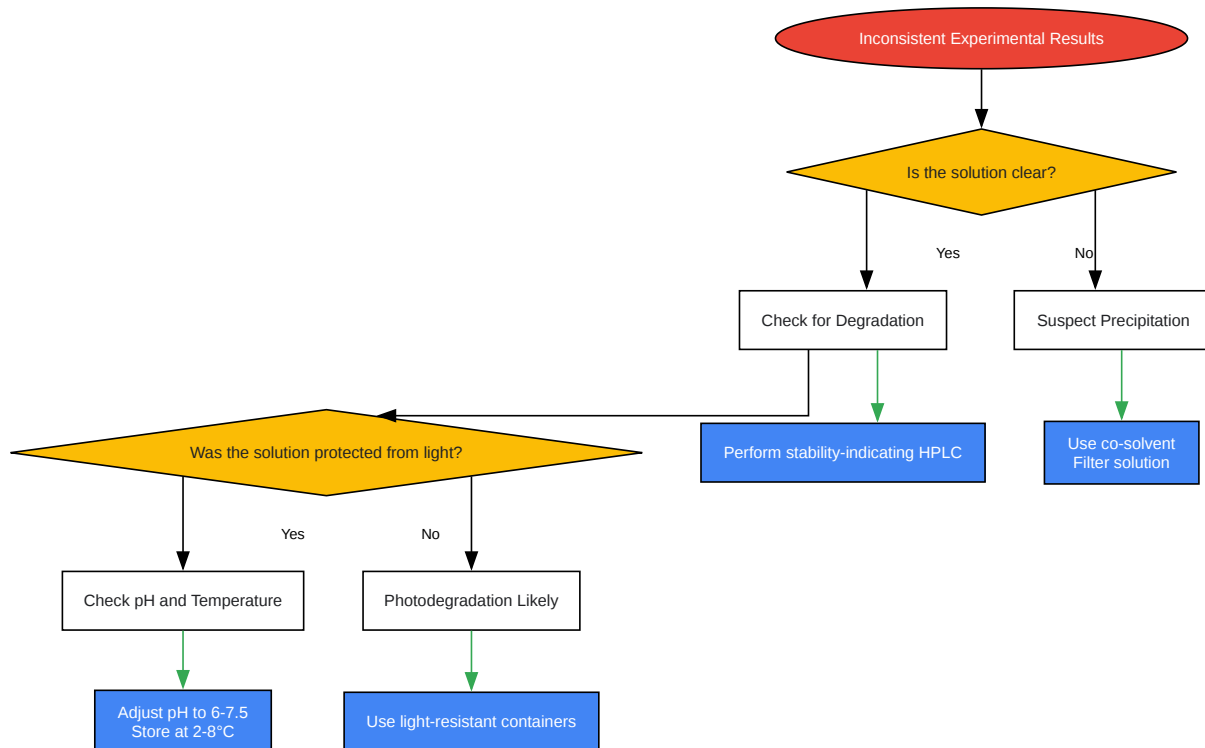 Inconsistent Experimental Results
Is the solution clear?
Yes
No
Check for Degradation
Suspect Precipitation
Was the solution protected from light?
Perform stability-indicating HPLC
Use co-solvent
Filter solution
Yes
No
Check pH and Temperature
Photodegradation Likely
Adjust pH to 6-7.5
Store at 2-8°C
Use light-resistant containers